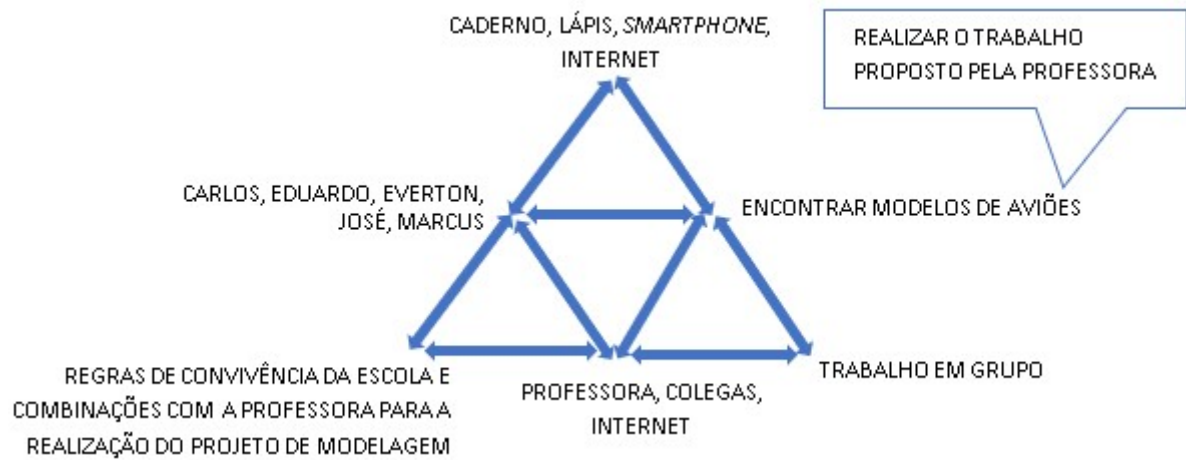 CADERNO, LÁPIS, SMARTPHONE,
INTERNET
REALIZAR O TRABALHO
PROPOSTO PELA PROFESSORA
CARLOS, EDUARDO, EVERTON,
JOSÉ, MARCUS
ENCONTRAR MODELOS DE AVIÕES
REGRAS DE CONVIVÊNCIA DA ESCOLA E
COMBINAÇÕES COM A PROFESSORA PARA A
REALIZAÇÃO DO PROJETO DE MODELAGEM
PROFESSORA, COLEGAS,
INTERNET
TRABALHO EM GRUPO